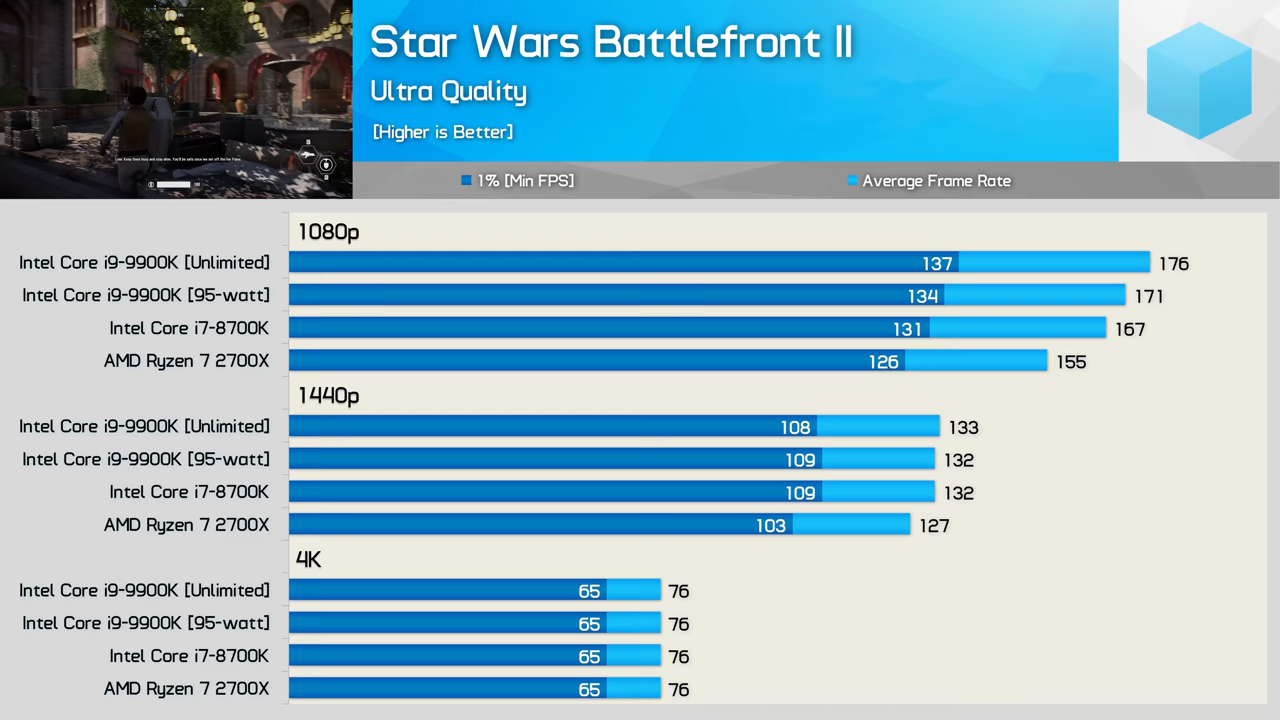 Star Wars Battlefront II
Ultra Quality
[Higher is Better]
1% [Min FPS]
Average Frame Rate
1080p
Intel Core i9-9900K [Unlimited] 137 176
Intel Core i9-9900K [95-watt] 134 171
Intel Core i7-8700K 131 167
AMD Ryzen 7 2700X 126 155
1440p
Intel Core i9-9900K [Unlimited] 108 133
Intel Core i9-9900K [95-watt] 109 132
Intel Core i7-8700K 109 132
AMD Ryzen 7 2700X 103 127
4K
Intel Core i9-9900K [Unlimited] 65 76
Intel Core i9-9900K [95-watt] 65 76
Intel Core i7-8700K 65 76
AMD Ryzen 7 2700X 65 76